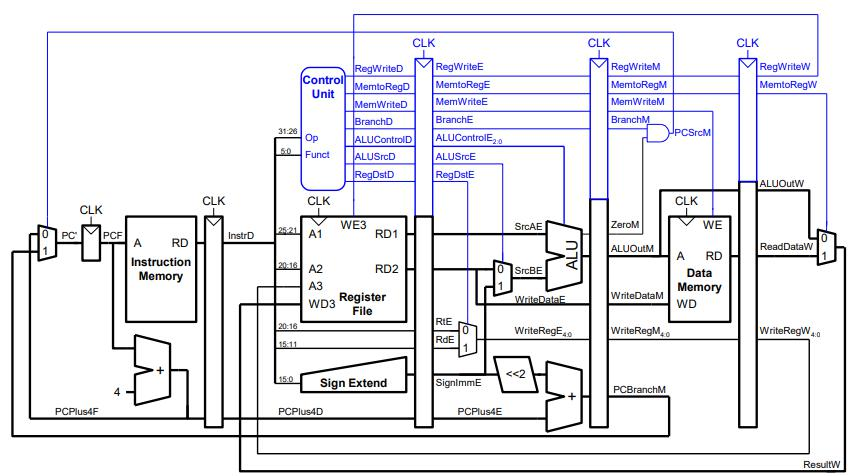 CLK CLK CLK
Control Unit
RegWriteD RegWriteE RegWriteM RegWriteW
MemtoRegD MemtoRegE MemtoRegM MemtoRegW
MemWriteD MemWriteE MemWriteM
BranchD BranchE BranchM PCSrcM
31:26 Op ALUControlD ALUControlE2:0
5:0 Funct ALUSrcD ALUSrcE
RegDstD RegDstE
ALUOutW
CLK CLK CLK CLK
WE3 WE
0 PC' PCF A RD InstrD 25:21 A1 RD1 SrcAE ALU ZeroM
1 ALUOutM A RD ReadDataW 0
1
Instruction Memory
20:16 A2 RD2 0 SrcBE
A3 1
Data Memory
WD3 Register File
WriteDataE WriteDataM WD
20:16 RtE 0
15:11 RdE 1 WriteRegE4:0 WriteRegM4:0 WriteRegW4:0
+
4
15:0 Sign Extend SignImmE <<2
+ PCBranchM
PCPlus4F PCPlus4D PCPlus4E
ResultW